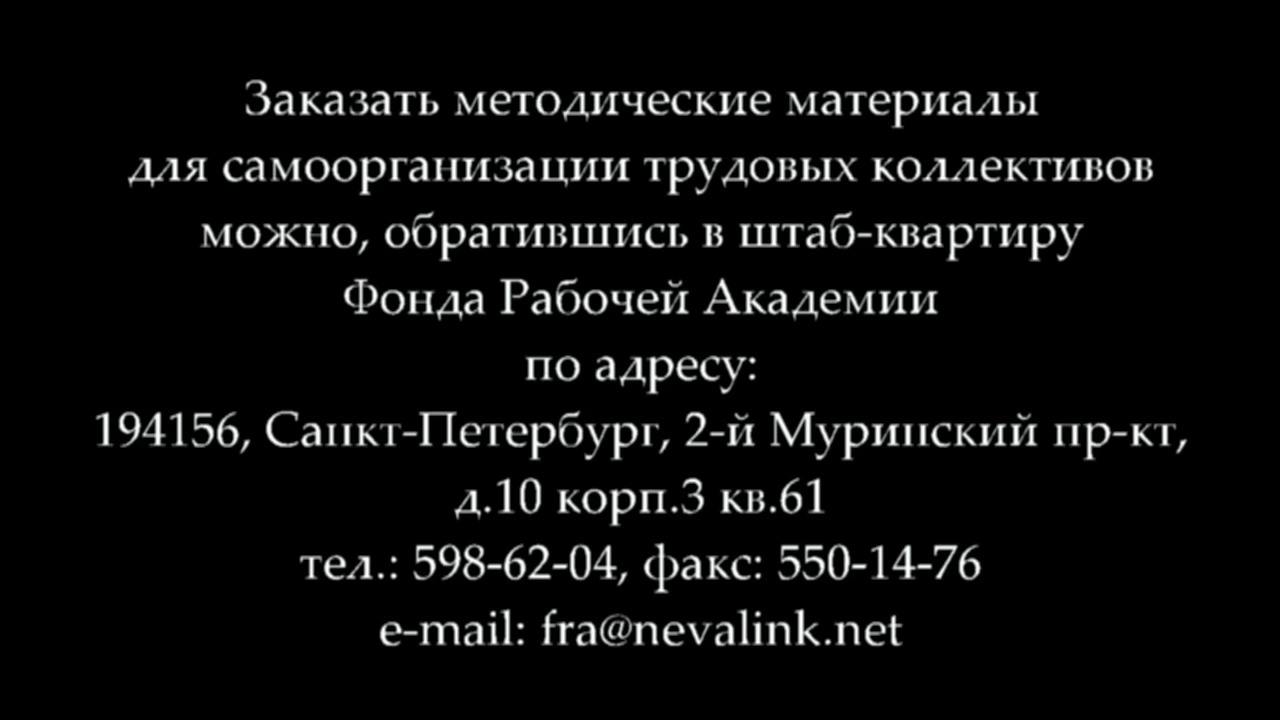 Заказать методические материалы
для самоорганизации трудовых коллективов
можно, обратившись в штаб-квартиру
Фонда Рабочей Академии
по адресу:
194156, Санкт-Петербург, 2-й Муринский пр-кт,
д.10 корп.3 кв.61
тел.: 598-62-04, факс: 550-14-76
e-mail: fra@nevalink.net